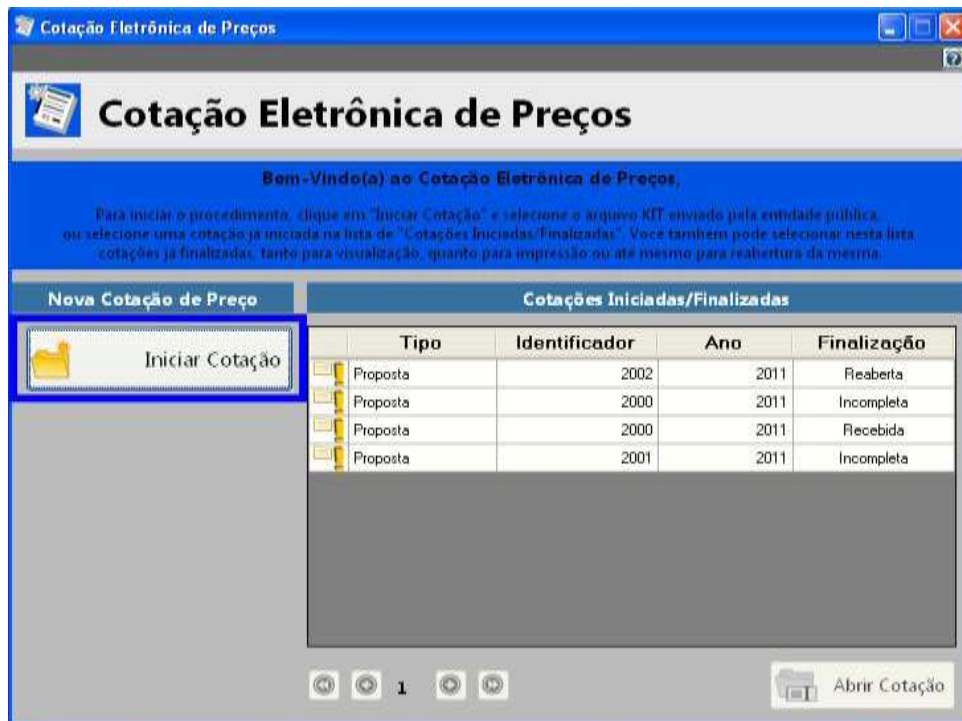 Cotação Eletrônica de Preços
Cotação Eletrônica de Preços
Bem-Vindo(a) ao Cotação Eletrônica de Preços,
Para iniciar o procedimento, clique em "Iniciar Cotação" e selecione o arquivo KIT enviado pela entidade pública,
ou selecione uma cotação já iniciada na lista de "Cotações Iniciadas/Finalizadas". Você também pode selecionar nesta lista
cotações já finalizadas, tanto para visualização, quanto para impressão ou até mesmo para reabertura da mesma.
Nova Cotação de Preço
Cotações Iniciadas/Finalizadas
Iniciar Cotação
Tipo Identificador Ano Finalização
Proposta 2002 2011 Reaberta
Proposta 2000 2011 Incompleta
Proposta 2000 2011 Recebida
Proposta 2001 2011 Incompleta
1
Abrir Cotação